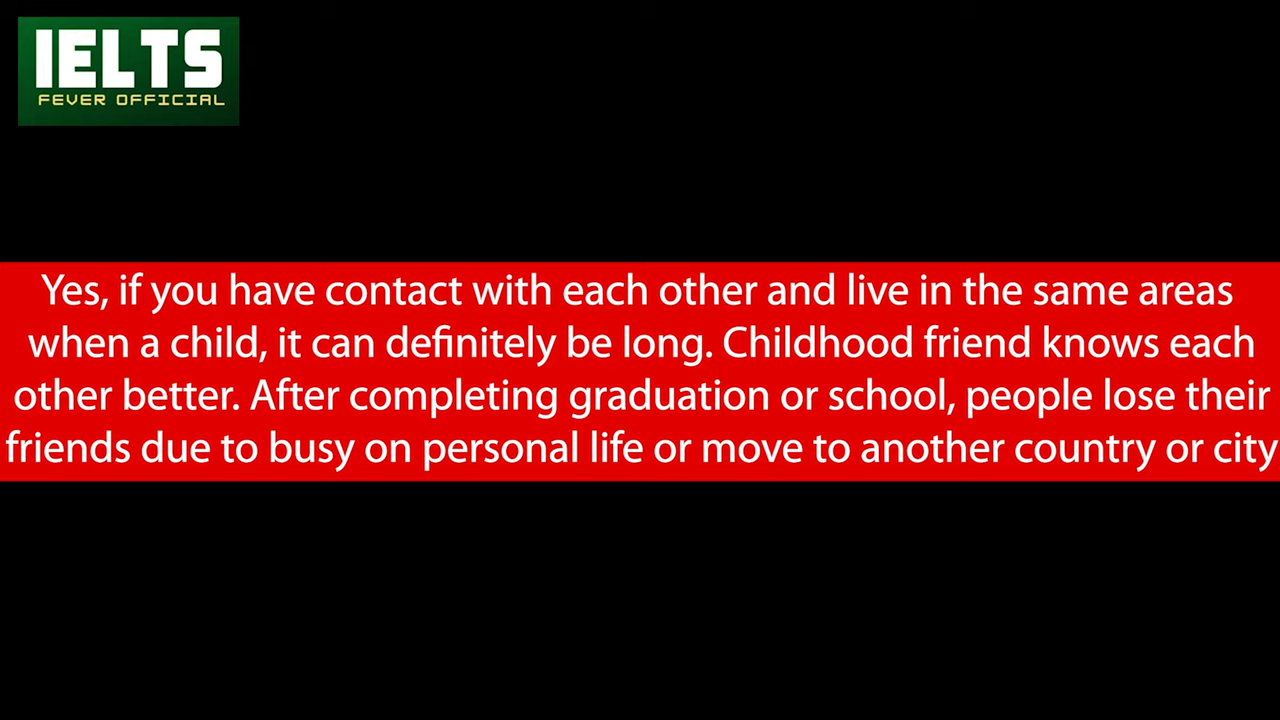 IELTS
FEVER OFFICIAL
Yes, if you have contact with each other and live in the same areas
when a child, it can definitely be long. Childhood friend knows each
other better. After completing graduation or school, people lose their
friends due to busy on personal life or move to another country or city